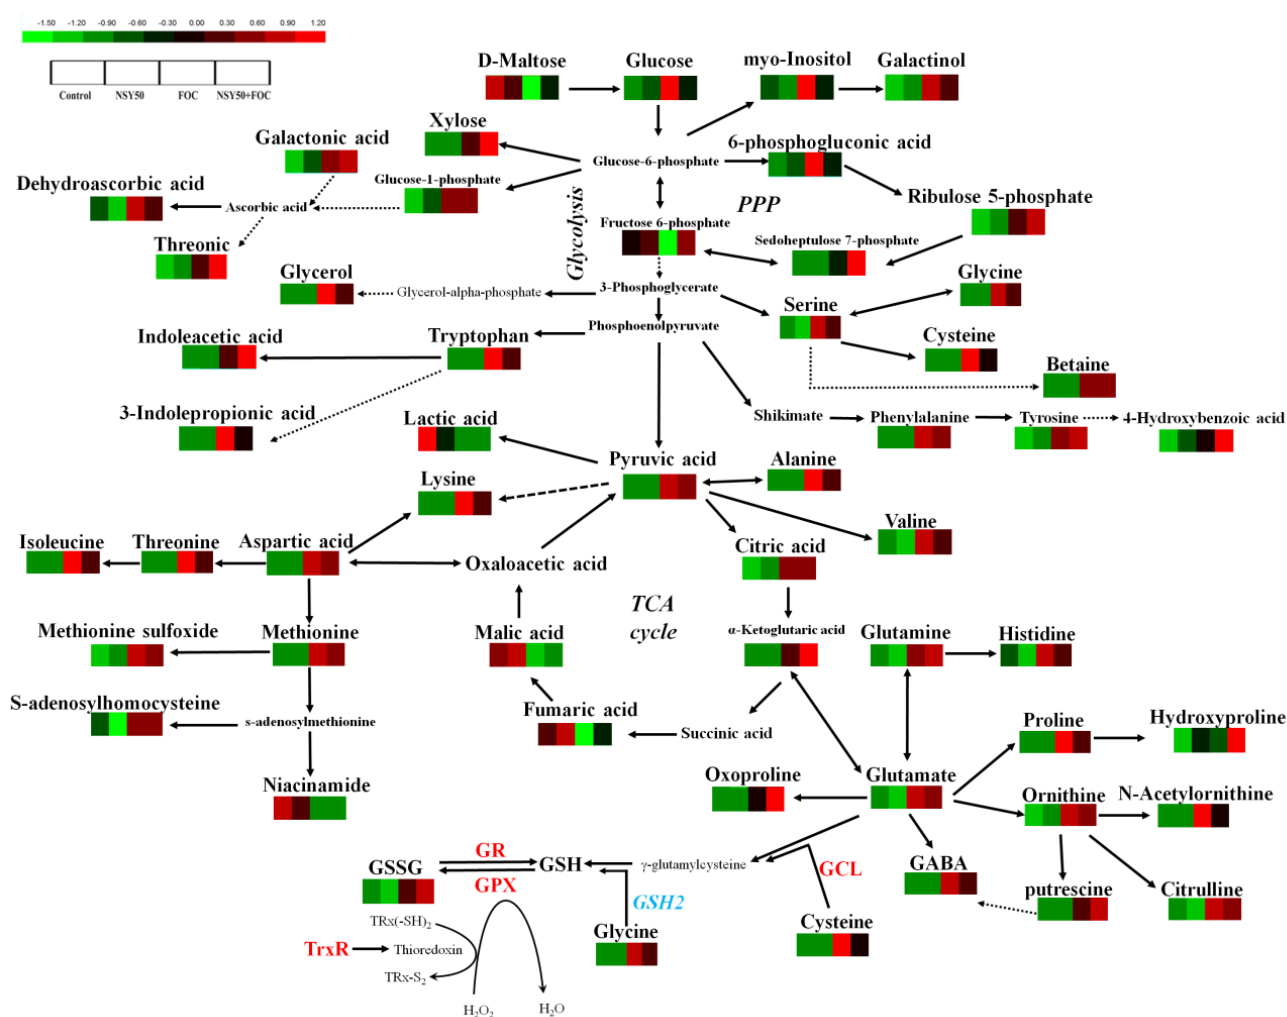 -1.50 -1.20 -0.90 -0.60 -0.30 0.00 0.30 0.60 0.90 1.20
Control NSY50 FOC NSY50+FOC
D-Maltose Glucose myo-Inositol Galactinol
Xylose
Galactonic acid
6-phosphogluconic acid
Glucose-6-phosphate
Glucose-1-phosphate
Dehydroascorbic acid
Ascorbic acid
Ribulose 5-phosphate
Glycolysis
PPP
Fructose 6-phosphate
Threonic
Sedoheptulose 7-phosphate
Glycerol
Glycerol-alpha-phosphate
3-Phosphoglycerate
Glycine
Serine
Phosphoenolpyruvate
Indoleacetic acid
Tryptophan
Cysteine
Betaine
3-Indolepropionic acid
Lactic acid
Shikimate
Phenylalanine
Tyrosine
4-Hydroxybenzoic acid
Pyruvic acid
Alanine
Lysine
Valine
Isoleucine
Threonine
Aspartic acid
Citric acid
Oxaloacetic acid
TCA
cycle
Methionine sulfoxide
Methionine
Malic acid
α-Ketoglutaric acid
Glutamine
Histidine
S-adenosylhomocysteine
s-adenosylmethionine
Fumaric acid
Succinic acid
Proline
Hydroxyproline
Niacinamide
Oxoproline
Glutamate
Ornithine
N-Acetylornithine
GR
GSSG
GSH
γ-glutamylcysteine
GCL
GABA
GPX
putrescine
Citrulline
GSH2
TRx(-SH)2
Glycine
Cysteine
TrxR
Thioredoxin
TRx-S2
H2O2
H2O